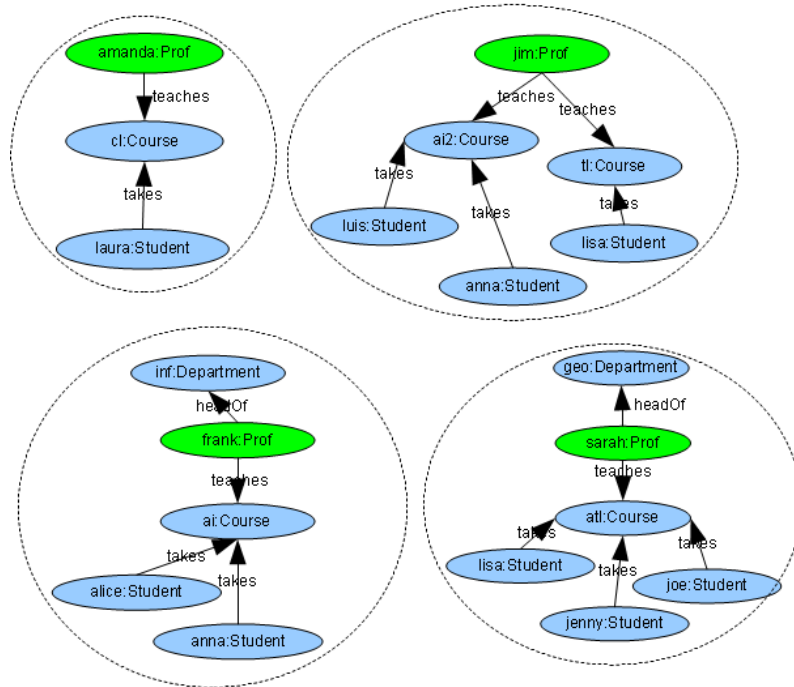 amanda:Prof
teaches
cl:Course
takes
laura:Student
jim:Prof
teaches
teaches
ai2:Course
tl:Course
takes
takes
takes
luis:Student
lisa:Student
anna:Student
inf:Department
headOf
frank:Prof
teaches
ai:Course
takes
takes
alice:Student
anna:Student
geo:Department
headOf
sarah:Prof
teaches
atl:Course
takes
takes
takes
lisa:Student
joe:Student
jenny:Student